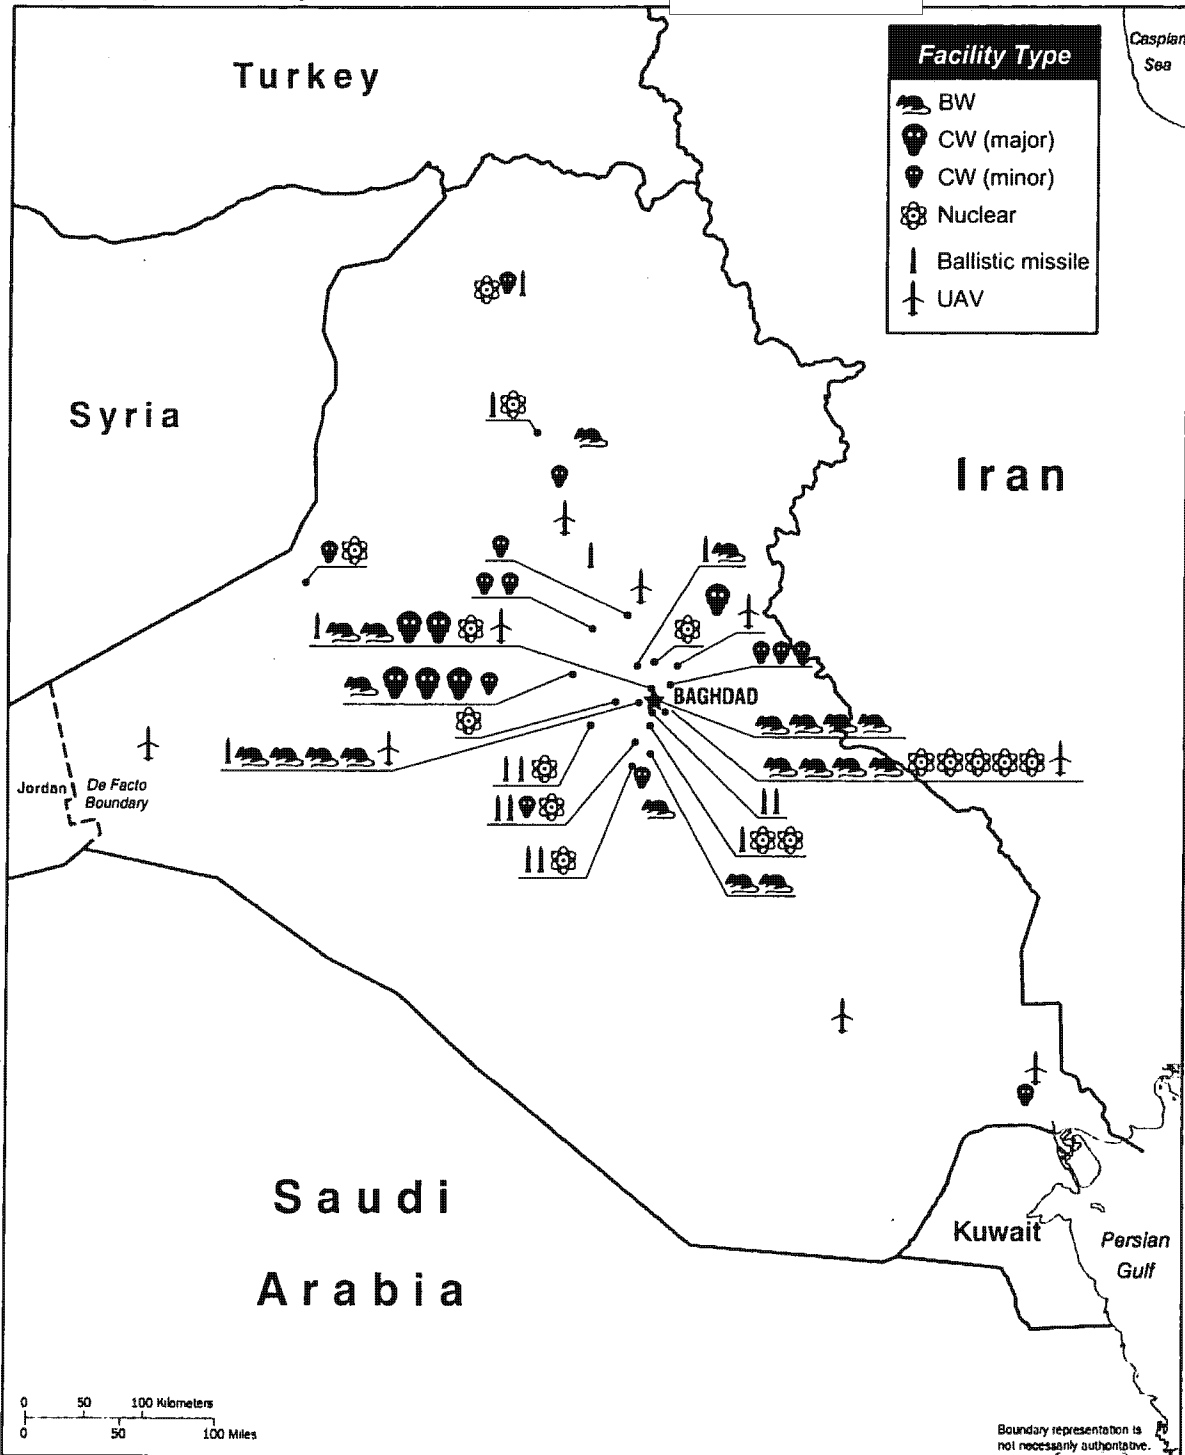 Turkey
Facility Type
BW
CW (major)
CW (minor)
Nuclear
Ballistic missile
UAV
Caspian
Sea
Syria
Iran
BAGHDAD
Jordan
De Facto
Boundary
Saudi
Arabia
Kuwait
Persian
Gulf
0 50 100 Kilometers
0 50 100 Miles
Boundary representation is
not necessarily authoritative.